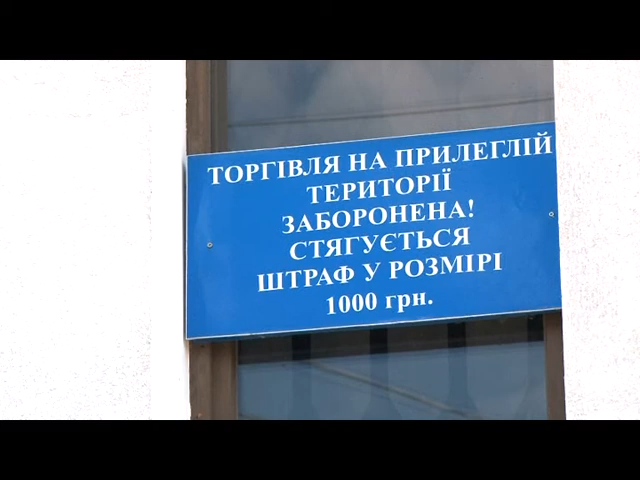 ТОРГІВЛЯ НА ПРИЛЕГЛІЙ
ТЕРИТОРІЇ
ЗАБОРОНЕНА!
СТЯГУЄТЬСЯ
ШТРАФ У РОЗМІРІ
1000 грн.